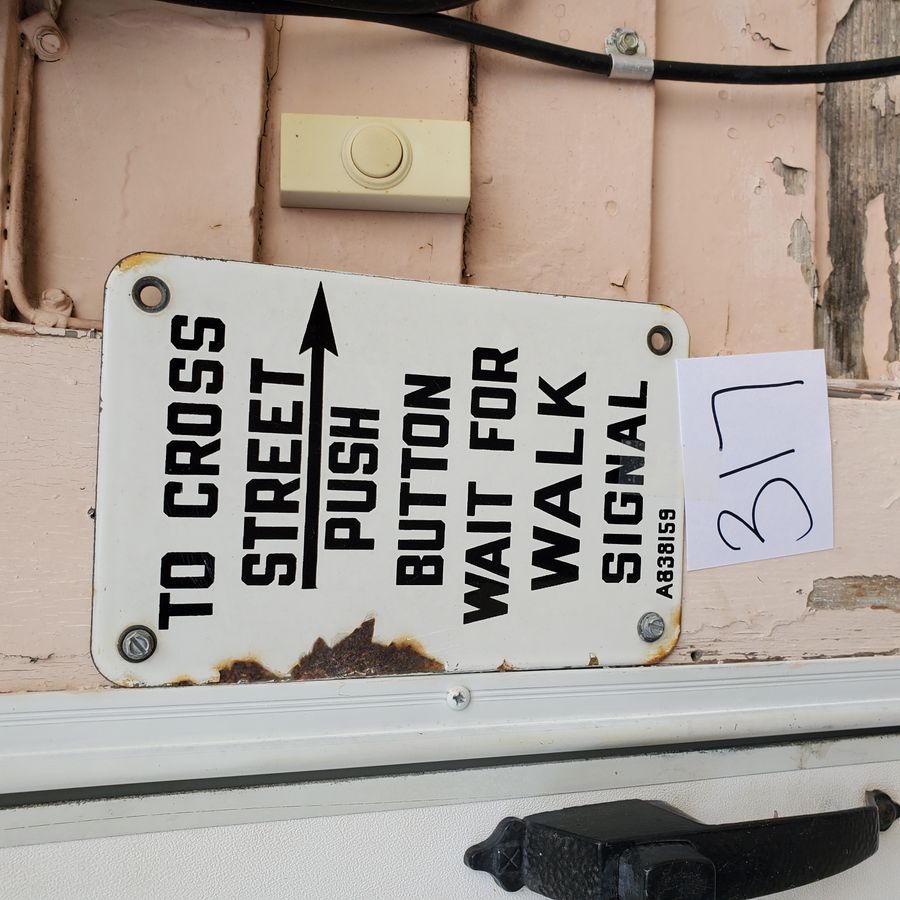 TO CROSS
STREET
PUSH
BUTTON
WAIT FOR
WALK
SIGNAL
A838159
317